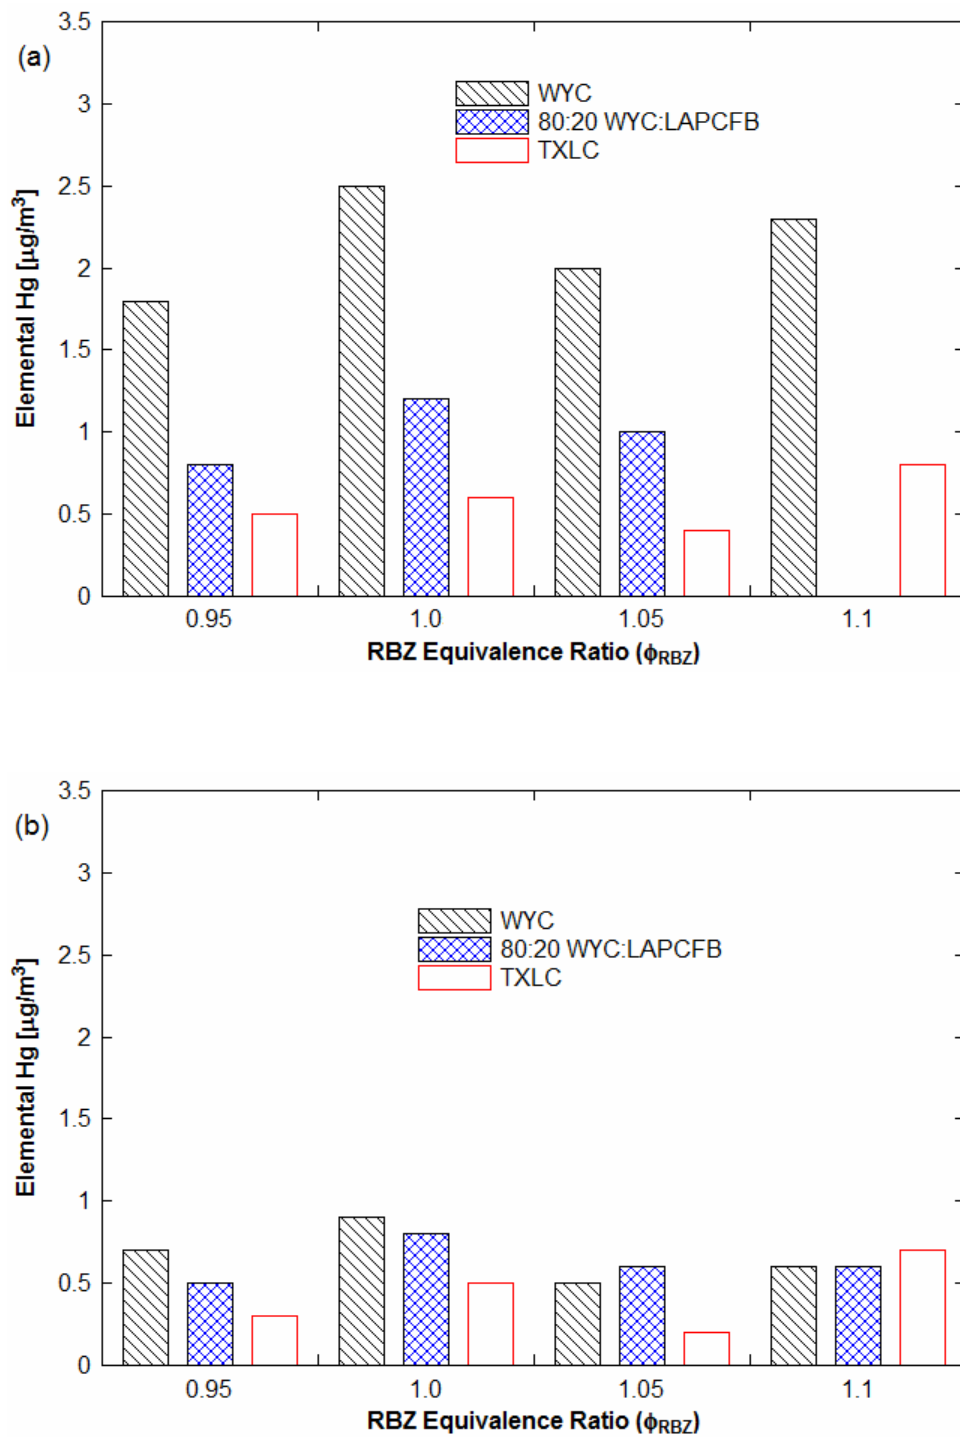 (a)
3.5
3
2.5
2
1.5
1
0.5
0
Elemental Hg [μg/m³]
WYC
80:20 WYC:LAPCFB
TXLC
0.95 1.0 1.05 1.1
RBZ Equivalence Ratio (ϕRBZ)
(b)
3.5
3
2.5
2
1.5
1
0.5
0
Elemental Hg [μg/m³]
WYC
80:20 WYC:LAPCFB
TXLC
0.95 1.0 1.05 1.1
RBZ Equivalence Ratio (ϕRBZ)